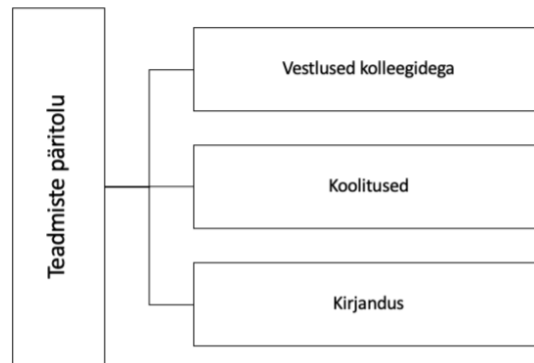 Teadmiste päritolu
Vestlused kolleegidega
Koolitused
Kirjandus